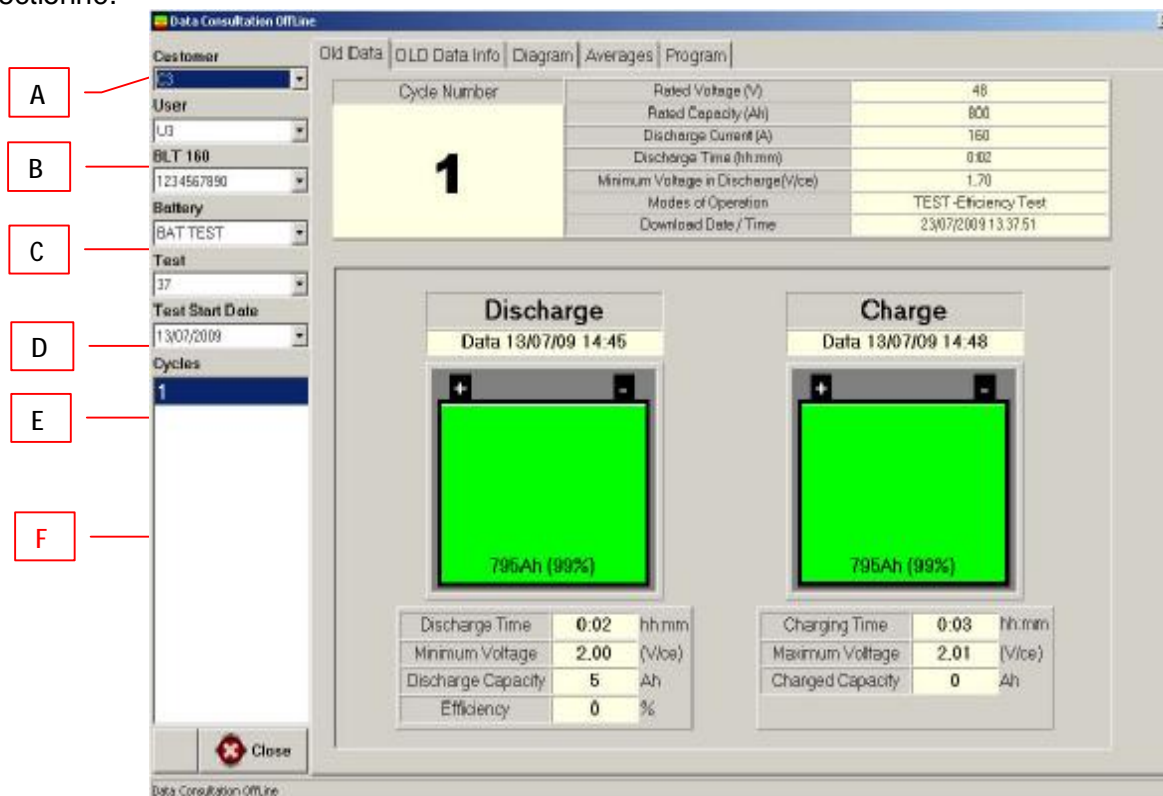 Data Consultation OffLine
Customer
C3
User
U3
BLT 160
1234567890
Battery
BAT TEST
Test
37
Test Start Date
13/07/2009
Cycles
1
Close
Data Consultation OffLine
A
B
C
D
E
F
Old Data OLD Data Info Diagram Averages Program
Cycle Number
1
Rated Voltage (V) 48
Rated Capacity (Ah) 800
Discharge Current (A) 160
Discharge Time (hh:mm) 0:02
Minimum Voltage in Discharge(V/ce) 1.70
Modes of Operation TEST -Efficiency Test
Download Date / Time 23/07/2009 13.37.51
Discharge
Data 13/07/09 14:45
+ -
795Ah (99%)
Discharge Time 0:02 hh:mm
Minimum Voltage 2.00 (V/ce)
Discharge Capacity 5 Ah
Efficiency 0 %
Charge
Data 13/07/09 14:48
+ -
795Ah (99%)
Charging Time 0:03 hh:mm
Maximum Voltage 2.01 (V/ce)
Charged Capacity 0 Ah